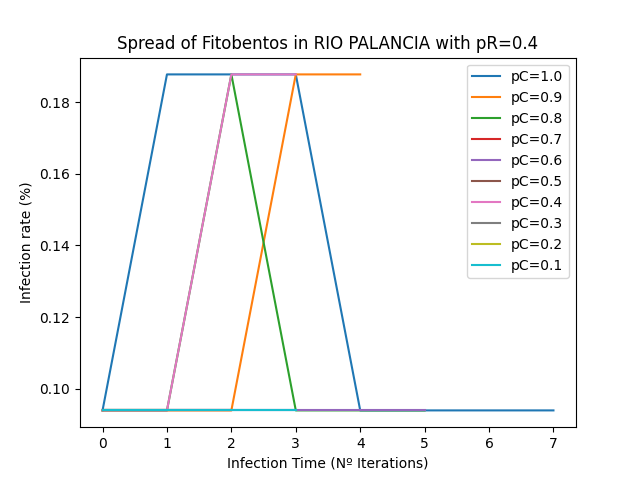 Spread of Fitobentos in RIO PALANCIA with pR=0.4
Infection rate (%)
0.18
0.16
0.14
0.12
0.10
pC=1.0
pC=0.9
pC=0.8
pC=0.7
pC=0.6
pC=0.5
pC=0.4
pC=0.3
pC=0.2
pC=0.1
0 1 2 3 4 5 6 7
Infection Time (Nº Iterations)